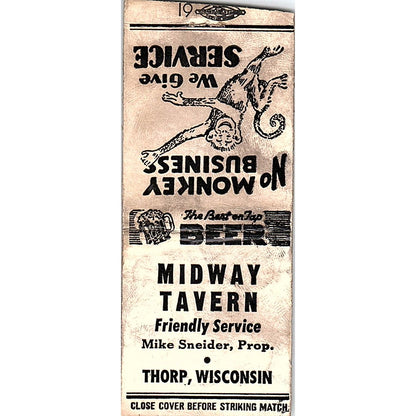 19
We Give
SERVICE
No MONKEY
BUSINESS
The Best on Tap
BEER
MIDWAY
TAVERN
Friendly Service
Mike Sneider, Prop.
•
THORP, WISCONSIN
CLOSE COVER BEFORE STRIKING MATCH